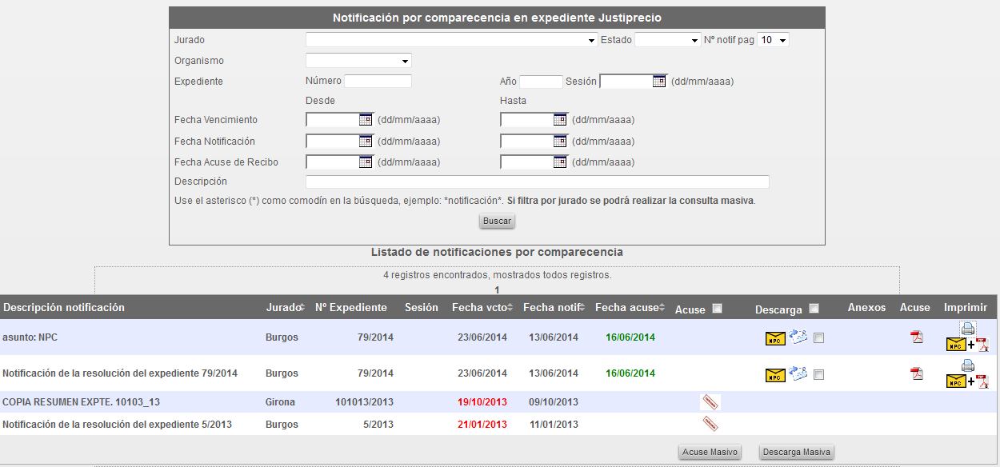 Notificación por comparecencia en expediente Justiprecio
Jurado Estado Nº notif pag 10
Organismo
Expediente Número Año Sesión (dd/mm/aaaa)
Desde Hasta
Fecha Vencimiento (dd/mm/aaaa) (dd/mm/aaaa)
Fecha Notificación (dd/mm/aaaa) (dd/mm/aaaa)
Fecha Acuse de Recibo (dd/mm/aaaa) (dd/mm/aaaa)
Descripción
Use el asterisco (*) como comodín en la búsqueda, ejemplo: *notificación*. Si filtra por jurado se podrá realizar la consulta masiva.
Buscar
Listado de notificaciones por comparecencia
4 registros encontrados, mostrados todos registros.
1
Descripción notificación Jurado Nº Expediente Sesión Fecha vcto Fecha notif Fecha acuse Acuse Descarga Anexos Acuse Imprimir
asunto: NPC Burgos 79/2014 23/06/2014 13/06/2014 16/06/2014 NPC NPC +
Notificación de la resolución del expediente 79/2014 Burgos 79/2014 23/06/2014 13/06/2014 16/06/2014 NPC NPC +
COPIA RESUMEN EXPTE. 10103_13 Girona 101013/2013 19/10/2013 09/10/2013
Notificación de la resolución del expediente 5/2013 Burgos 5/2013 21/01/2013 11/01/2013
Acuse Masivo Descarga Masiva